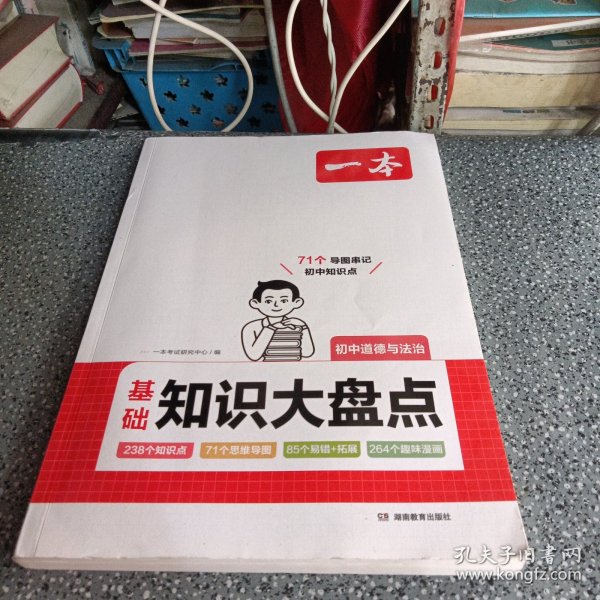 一本
71个 导图串记
初中知识点
一本考试研究中心/编
初中道德与法治
基础
知识大盘点
238个知识点
71个思维导图
85个易错+拓展
264个趣味漫画
CS 湖南教育出版社
孔夫子旧书网
www.kongfz.com